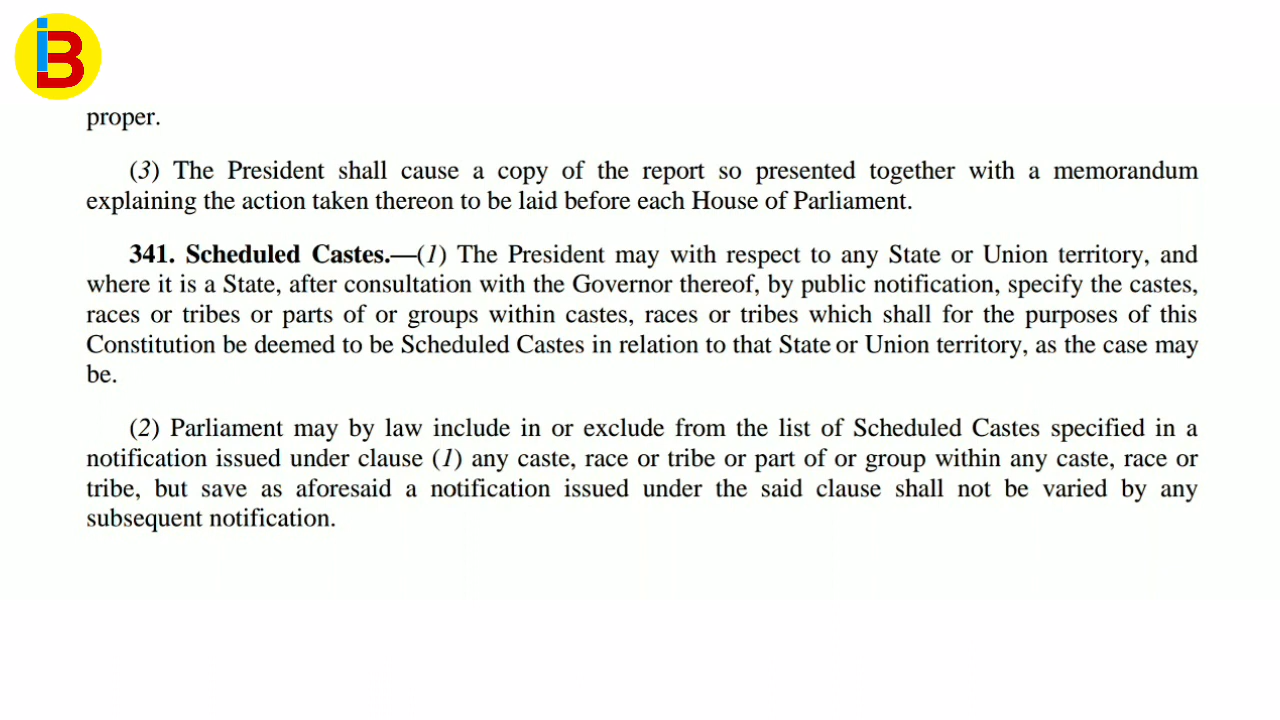 iB
proper.
(3) The President shall cause a copy of the report so presented together with a memorandum
explaining the action taken thereon to be laid before each House of Parliament.
341. Scheduled Castes.—(1) The President may with respect to any State or Union territory, and
where it is a State, after consultation with the Governor thereof, by public notification, specify the castes,
races or tribes or parts of or groups within castes, races or tribes which shall for the purposes of this
Constitution be deemed to be Scheduled Castes in relation to that State or Union territory, as the case may
be.
(2) Parliament may by law include in or exclude from the list of Scheduled Castes specified in a
notification issued under clause (1) any caste, race or tribe or part of or group within any caste, race or
tribe, but save as aforesaid a notification issued under the said clause shall not be varied by any
subsequent notification.